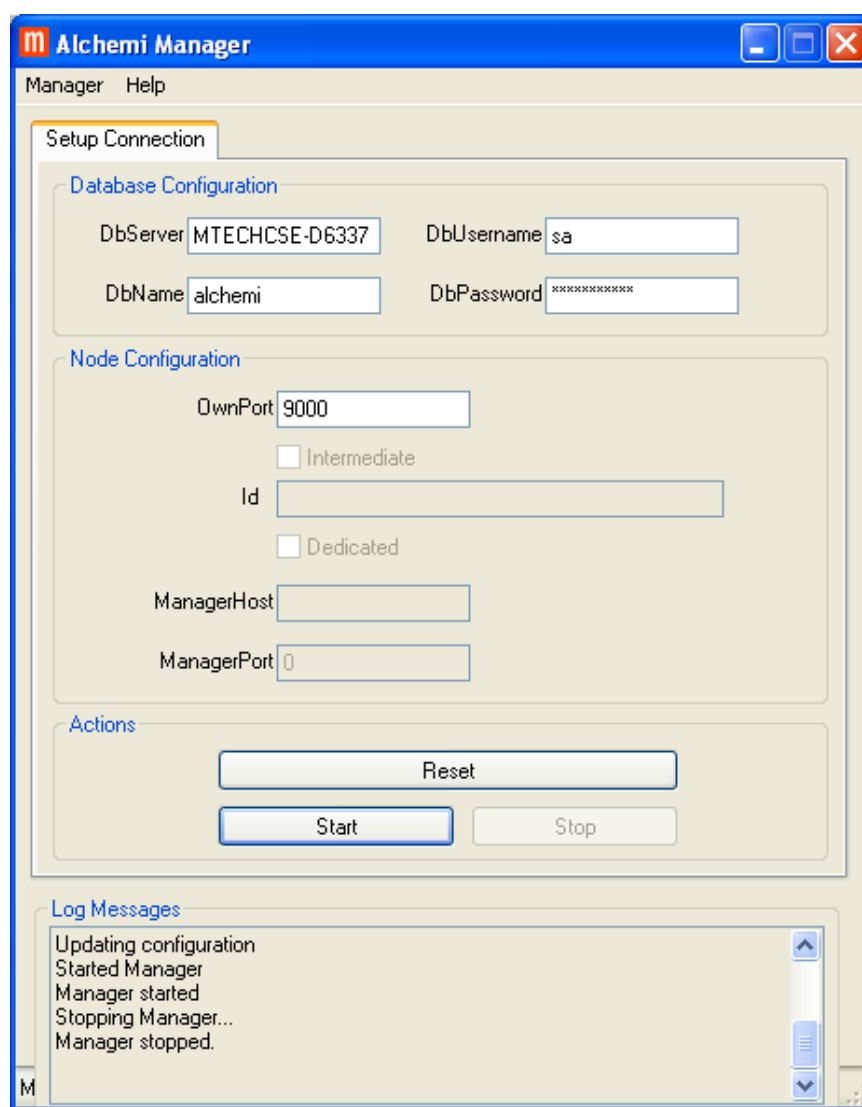 m Alchemi Manager
Manager Help
Setup Connection
Database Configuration
DbServer MTECHCSE-D6337 DbUsername sa
DbName alchemi DbPassword ***********
Node Configuration
OwnPort 9000
Intermediate
Id
Dedicated
ManagerHost
ManagerPort 0
Actions
Reset
Start Stop
Log Messages
Updating configuration
Started Manager
Manager started
Stopping Manager...
Manager stopped.
M